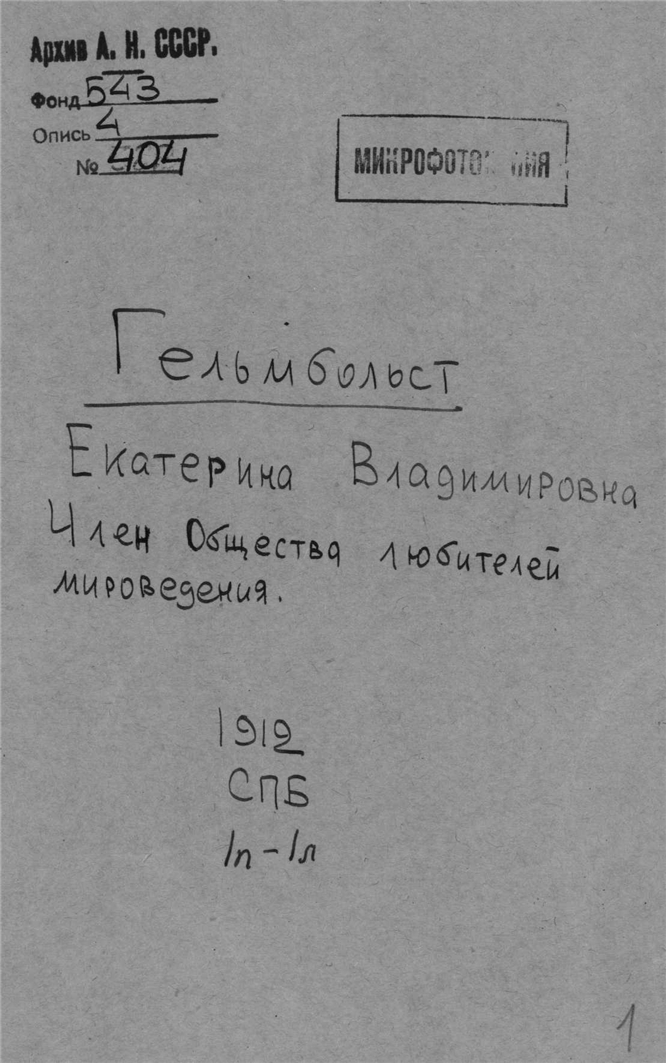 Архив А. Н. СССР.
Фонд 543
Опись 4
№ 404
Гельмбольст
Екатерина Владимировна
Член Общества любителей
мироведения.
1912
СПБ
1п-1л
1